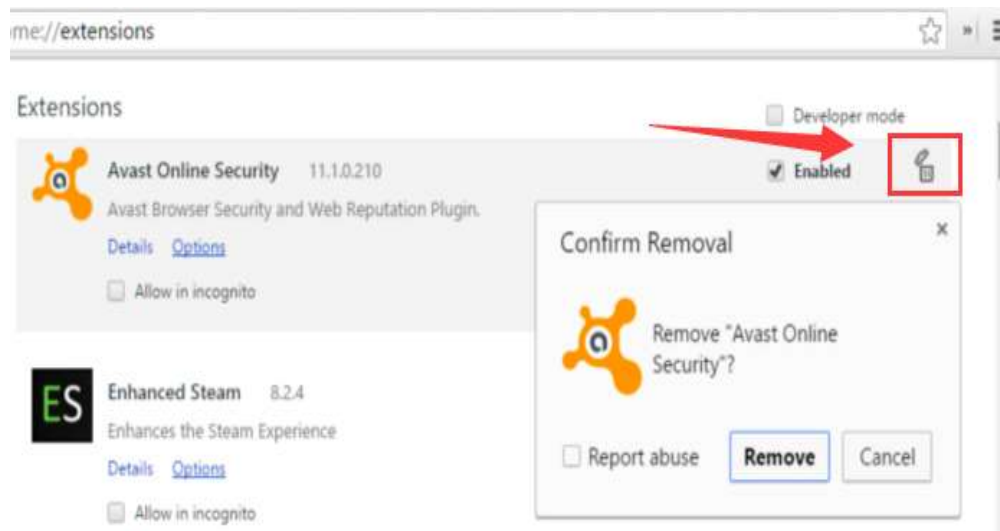 me://extensions
Extensions
Developer mode
Avast Online Security 11.1.0.210
Enabled
Avast Browser Security and Web Reputation Plugin.
Details Options
Allow in incognito
Confirm Removal
a
Remove "Avast Online
Security"?
Report abuse Remove Cancel
ES
Enhanced Steam 8.2.4
Enhances the Steam Experience
Details Options
Allow in incognito